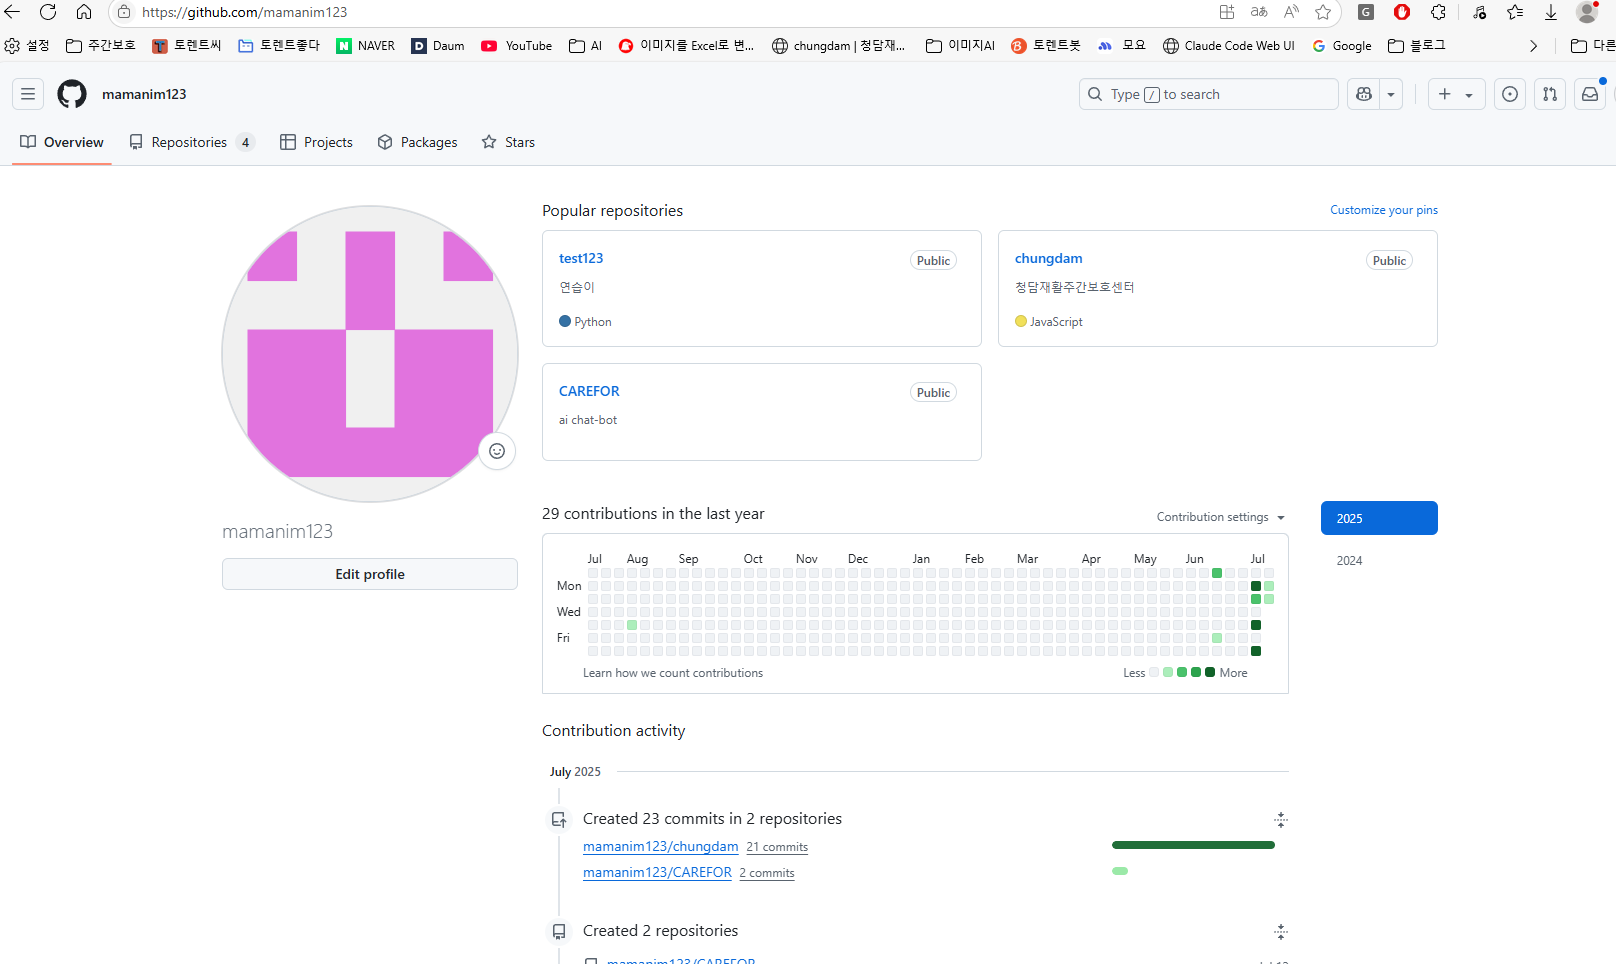 https://github.com/mamanim123
설정 주간보호 토렌트씨 토렌트좋다 NAVER Daum YouTube AI 이미지를 Excel로 변... chungdam | 청담재... 이미지AI 토렌트봇 모요 Claude Code Web UI Google 블로그 다른
mamanim123
Type / to search
Overview Repositories 4 Projects Packages Stars
Popular repositories
Customize your pins
test123 Public
연습이
Python
chungdam Public
청담재활주간보호센터
JavaScript
CAREFOR Public
ai chat-bot
mamanim123
Edit profile
29 contributions in the last year
Contribution settings
2025
2024
Jul Aug Sep Oct Nov Dec Jan Feb Mar Apr May Jun Jul
Mon
Wed
Fri
Learn how we count contributions
Less More
Contribution activity
July 2025
Created 23 commits in 2 repositories
mamanim123/chungdam 21 commits
mamanim123/CAREFOR 2 commits
Created 2 repositories
mamanim123/CAREFOR